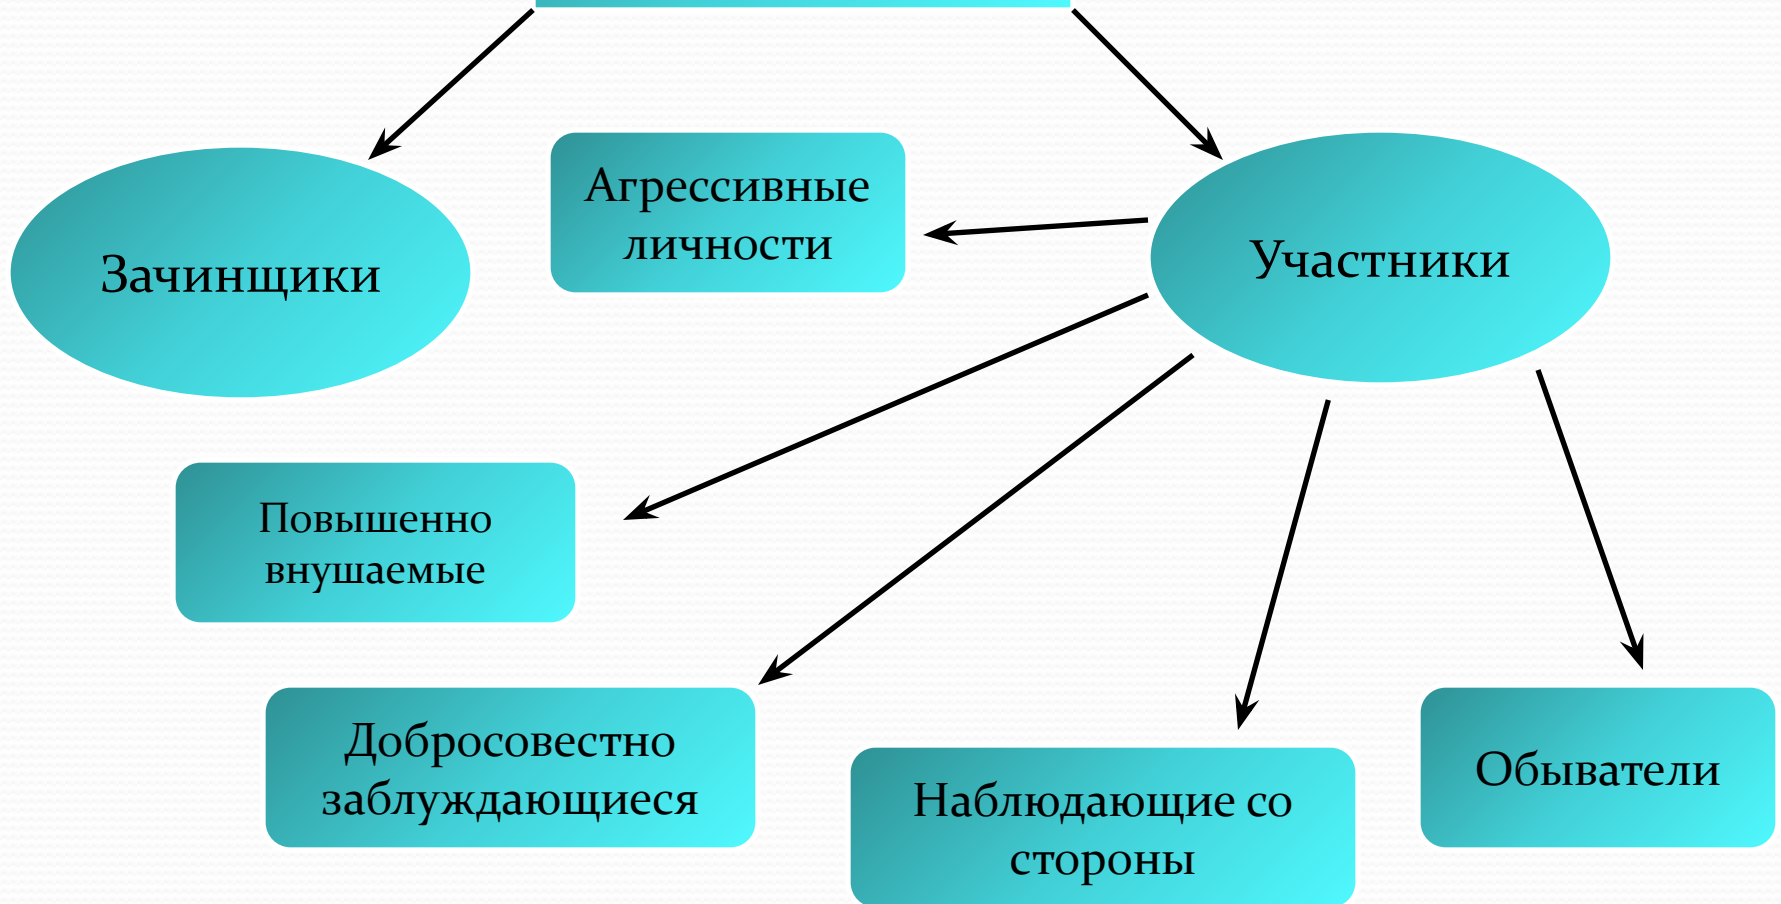 Агрессивные
личности
Зачинщики
Участники
Повышенно
внушаемые
Добросовестно
заблуждающиеся
Наблюдающие со
стороны
Обыватели